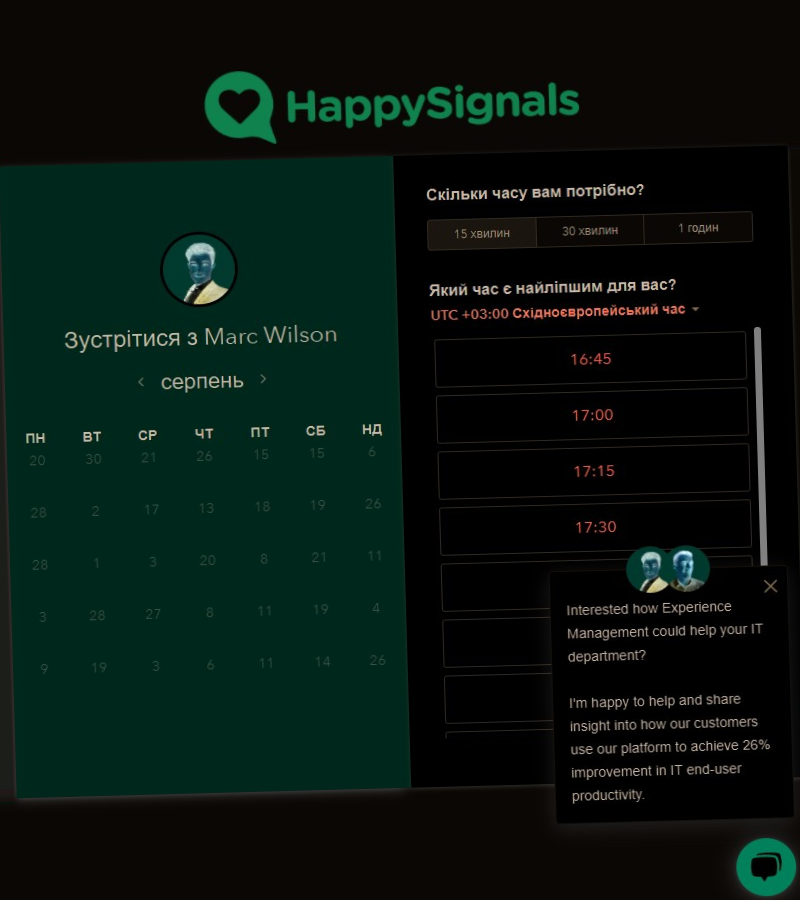 HappySignals
Зустрітися з Marc Wilson
серпень
ПН ВТ СР ЧТ ПТ СБ НД
20 30 21 26 15 15 6
28 2 17 13 18 19 26
28 1 3 20 8 21 11
3 28 27 8 11 19 4
9 19 3 6 11 14 26
Скільки часу вам потрібно?
15 хвилин 30 хвилин 1 годин
Який час є найліпшим для вас?
UTC +03:00 Східноєвропейський час
16:45
17:00
17:15
17:30
Interested how Experience
Management could help your IT
department?
I'm happy to help and share
insight into how our customers
use our platform to achieve 26%
improvement in IT end-user
productivity.